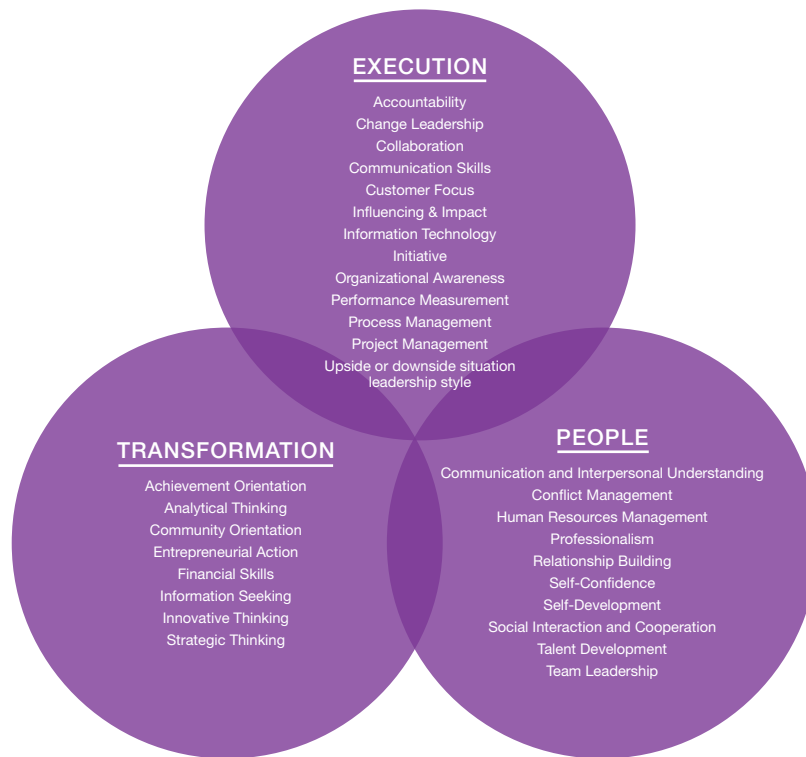 EXECUTION
Accountability
Change Leadership
Collaboration
Communication Skills
Customer Focus
Influencing & Impact
Information Technology
Initiative
Organizational Awareness
Performance Measurement
Process Management
Project Management
Upside or downside situation
leadership style
TRANSFORMATION
Achievement Orientation
Analytical Thinking
Community Orientation
Entrepreneurial Action
Financial Skills
Information Seeking
Innovative Thinking
Strategic Thinking
PEOPLE
Communication and Interpersonal Understanding
Conflict Management
Human Resources Management
Professionalism
Relationship Building
Self-Confidence
Self-Development
Social Interaction and Cooperation
Talent Development
Team Leadership